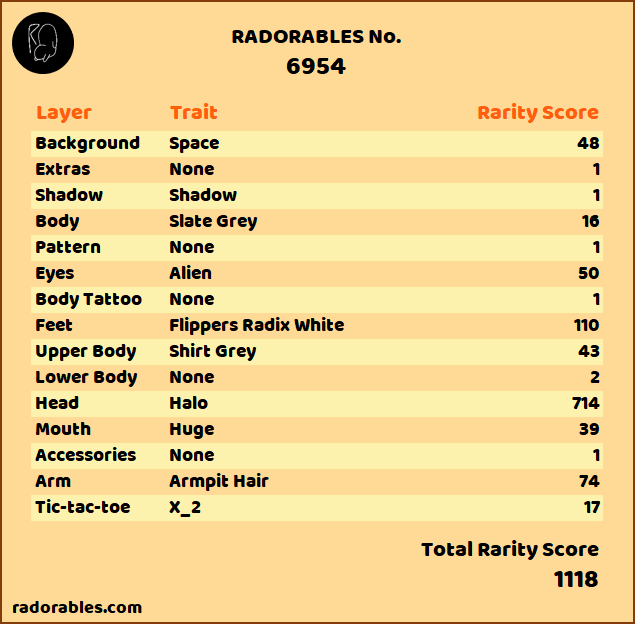 RADORABLES No.
6954
Layer Trait Rarity Score
Background Space 48
Extras None 1
Shadow Shadow 1
Body Slate Grey 16
Pattern None 1
Eyes Alien 50
Body Tattoo None 1
Feet Flippers Radix White 110
Upper Body Shirt Grey 43
Lower Body None 2
Head Halo 714
Mouth Huge 39
Accessories None 1
Arm Armpit Hair 74
Tic-tac-toe X_2 17
Total Rarity Score
1118
radorables.com